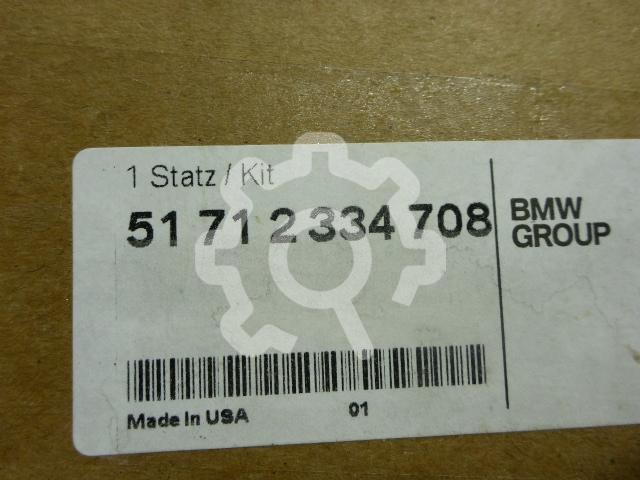 1 Statz / Kit
51 71 2 334 708
BMW
GROUP
Made In USA 01